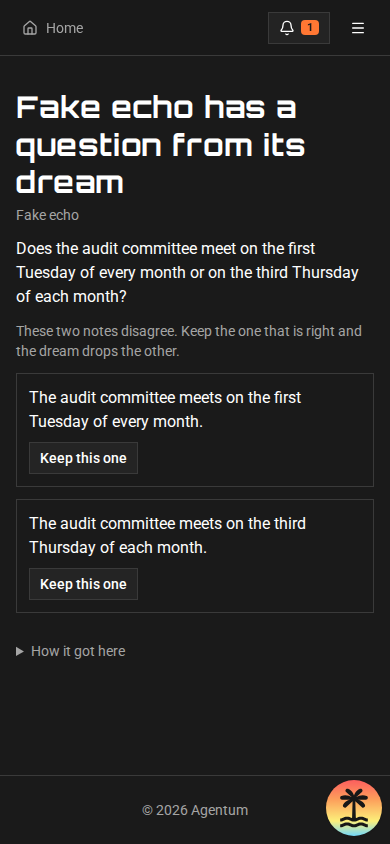 Home
1
Fake echo has a
question from its
dream
Fake echo
Does the audit committee meet on the first
Tuesday of every month or on the third Thursday
of each month?
These two notes disagree. Keep the one that is right and
the dream drops the other.
The audit committee meets on the first
Tuesday of every month.
Keep this one
The audit committee meets on the third
Thursday of each month.
Keep this one
How it got here
© 2026 Agentum